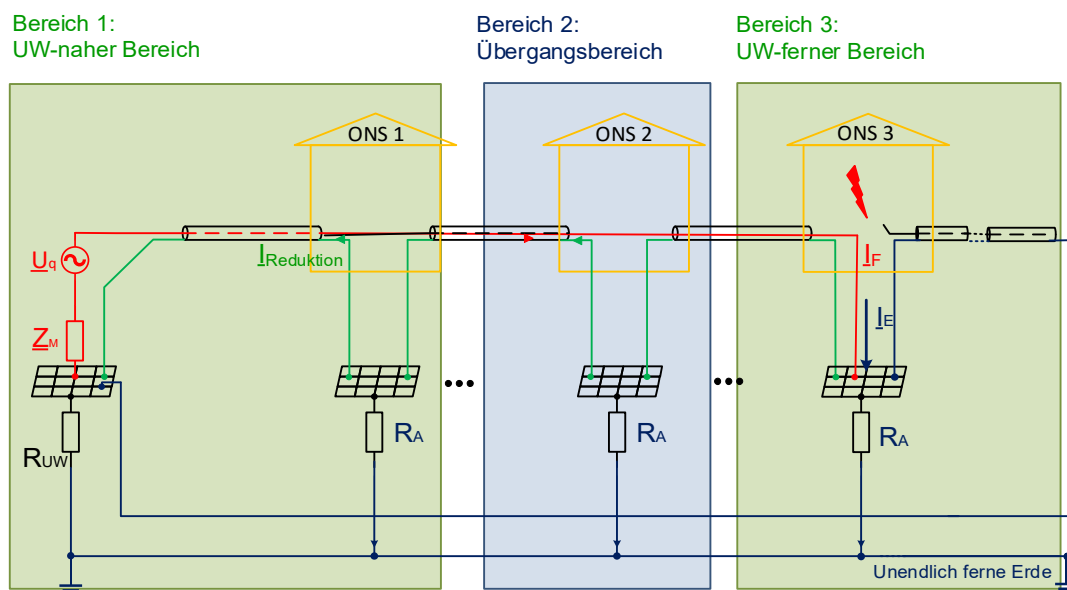 Bereich 1:
UW-naher Bereich
Bereich 2:
Übergangsbereich
Bereich 3:
UW-ferner Bereich
ONS 1
ONS 2
ONS 3
Uq
IReduktion
IF
ZM
IE
RUW
RA
RA
RA
Unendlich ferne Erde